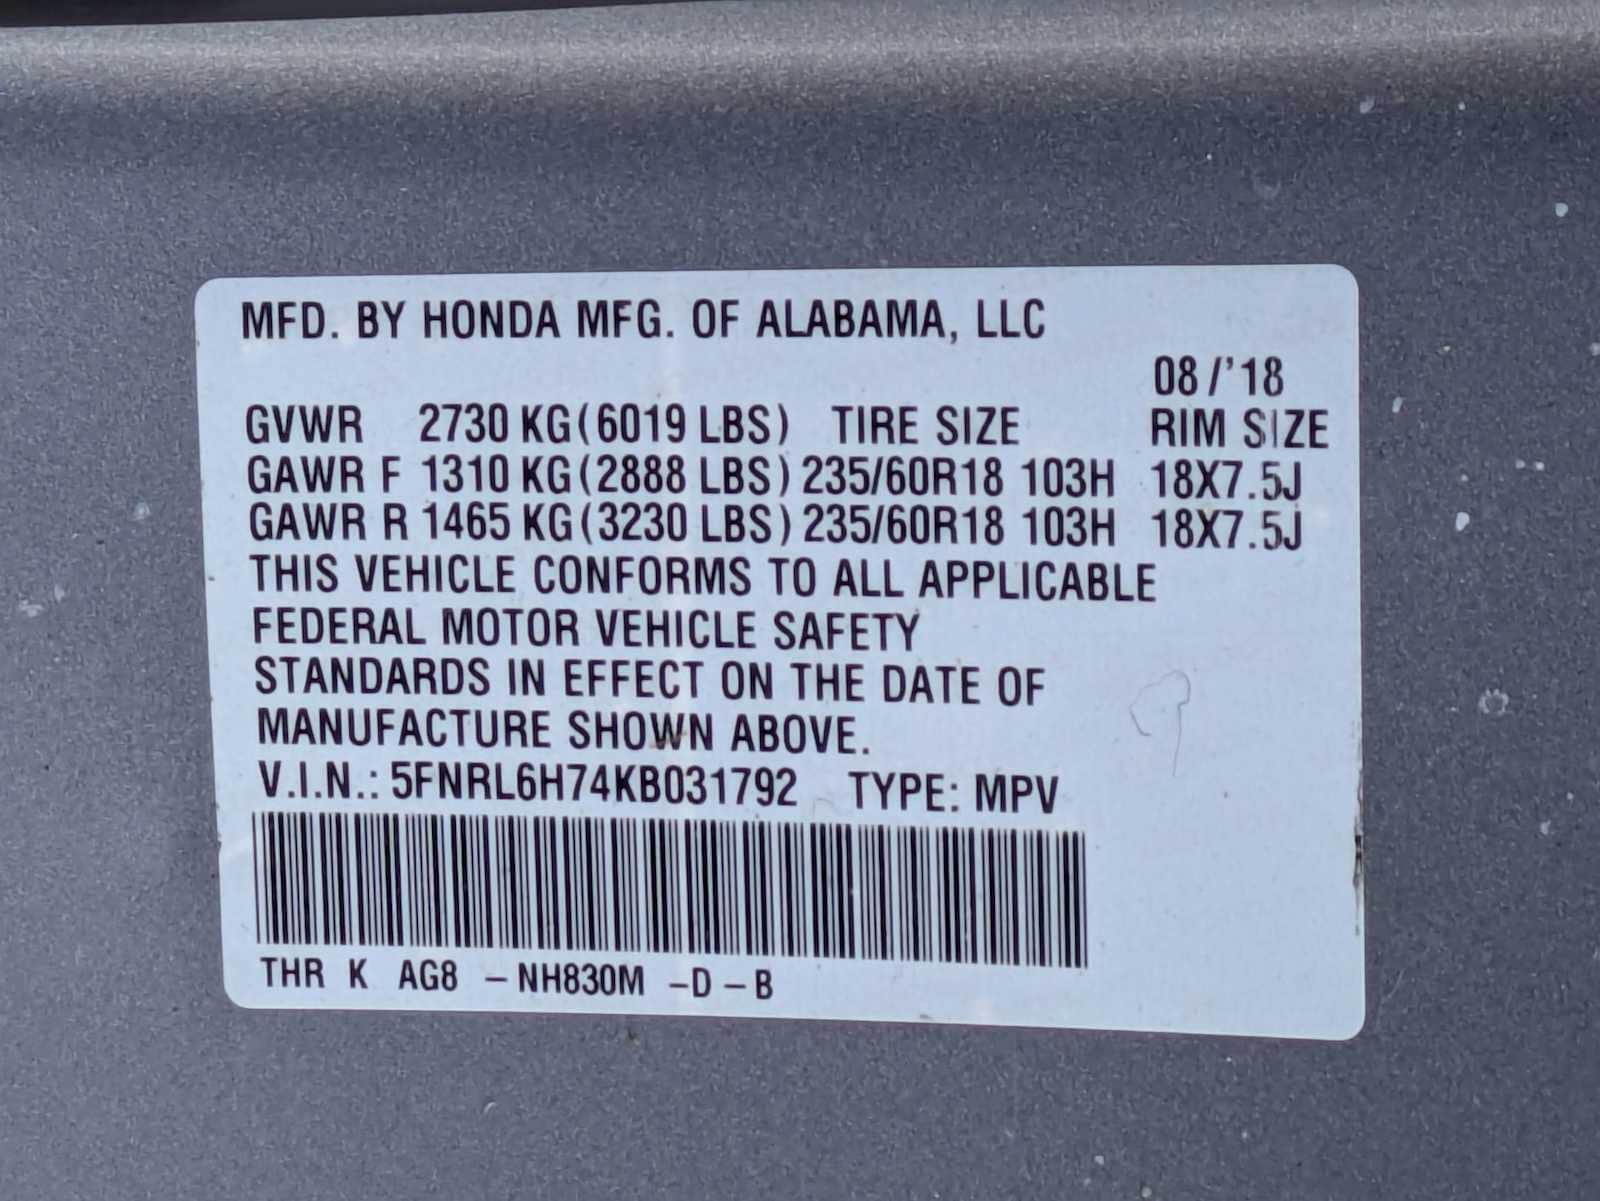 MFD. BY HONDA MFG. OF ALABAMA, LLC
08/'18
GVWR 2730 KG(6019 LBS) TIRE SIZE RIM SIZE
GAWR F 1310 KG(2888 LBS) 235/60R18 103H 18X7.5J
GAWR R 1465 KG(3230 LBS) 235/60R18 103H 18X7.5J
THIS VEHICLE CONFORMS TO ALL APPLICABLE
FEDERAL MOTOR VEHICLE SAFETY
STANDARDS IN EFFECT ON THE DATE OF
MANUFACTURE SHOWN ABOVE.
V.I.N.: 5FNRL6H74KB031792 TYPE: MPV
THR K AG8 -NH830M -D-B